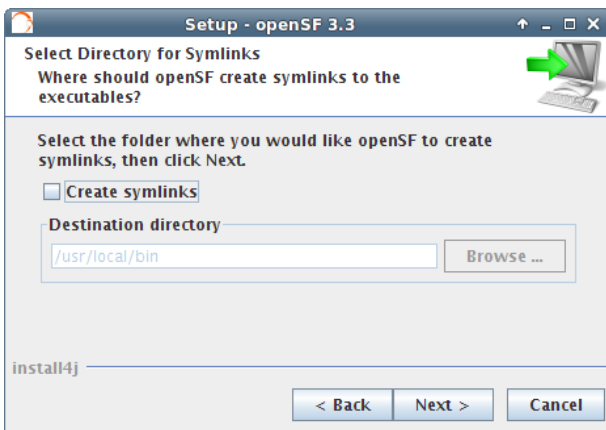 Setup - openSF 3.3
Select Directory for Symlinks
Where should openSF create symlinks to the
executables?
Select the folder where you would like openSF to create
symlinks, then click Next.
Create symlinks
Destination directory
/usr/local/bin
Browse ...
install4j
< Back
Next >
Cancel